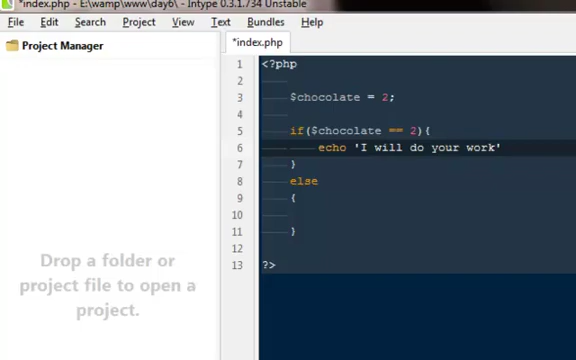 *index.php - E:\wamp\www\day6\ - Intype 0.3.1.734 Unstable
File Edit Search Project View Text Bundles Help
Project Manager
*index.php
1 <?php
2
3 $chocolate = 2;
4
5 if($chocolate == 2){
6 echo 'I will do your work'
7 }
8 else
9 {
10
11 }
12
13 ?>
Drop a folder or
project file to open a
project.